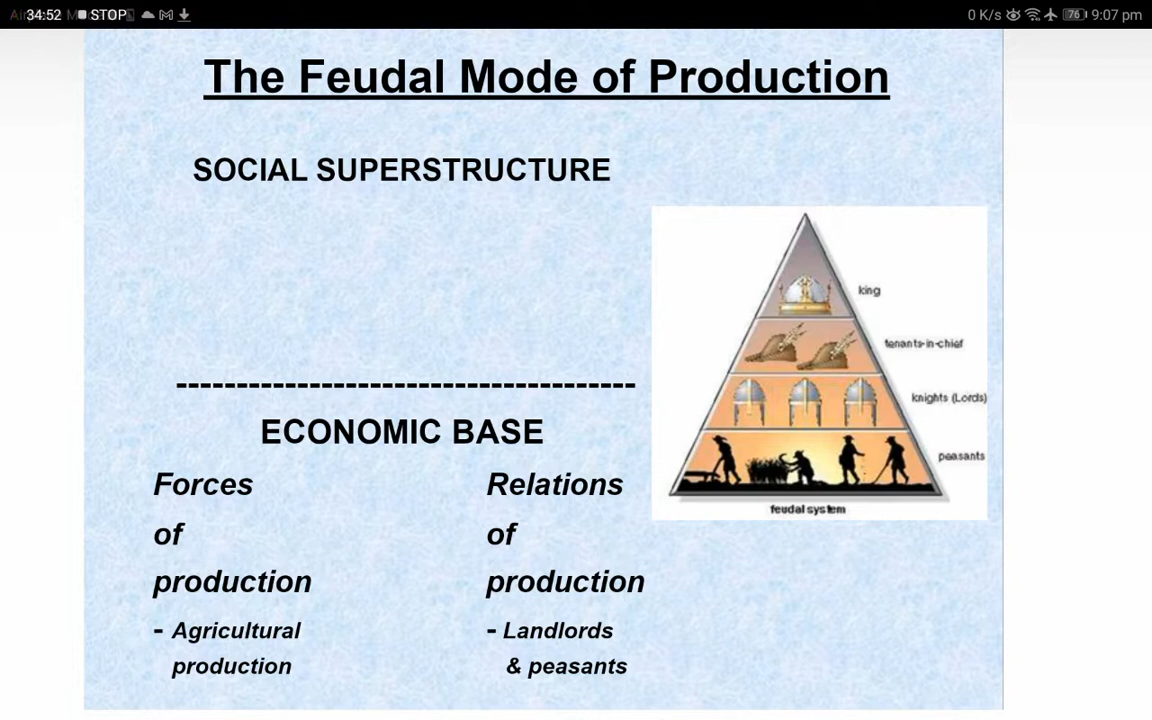 34:52 STOP
0 K/s 76 9:07 pm
The Feudal Mode of Production
SOCIAL SUPERSTRUCTURE
king
tenants-in-chief
knights (Lords)
peasants
feudal system
--------------------------------------
ECONOMIC BASE
Forces
of
production
- Agricultural
production
Relations
of
production
- Landlords
& peasants